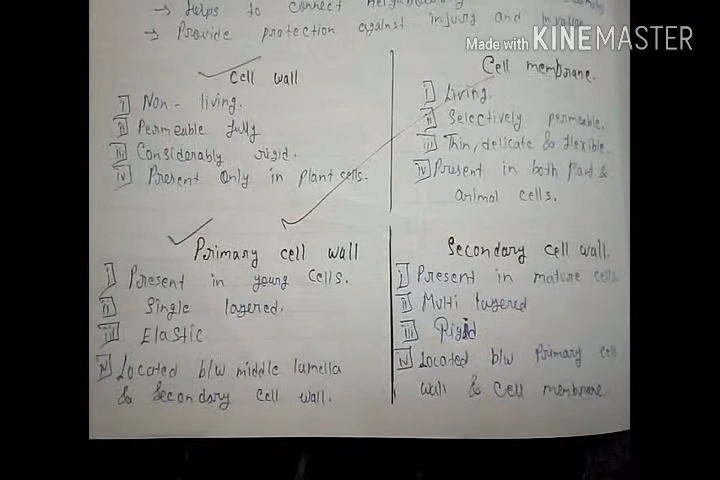 → Helps to connect
→ Provide protection against injury and
Made with KINEMASTER
Cell wall
i Non-living.
ii Permeable fully
iii Considerably rigid.
iv Present only in plant cells.
Cell membrane.
i Living.
ii Selectively permeable.
iii Thin, delicate & flexible.
iv Present in both Plant &
animal cells.
Primary cell wall
i Present in young cells.
ii Single layered.
iii Elastic
iv Located b/w middle lamella
& Secondary cell wall.
Secondary cell wall.
i Present in mature cells
ii Multi layered
iii Rigid
iv Located b/w Primary cell
wall & cell membrane